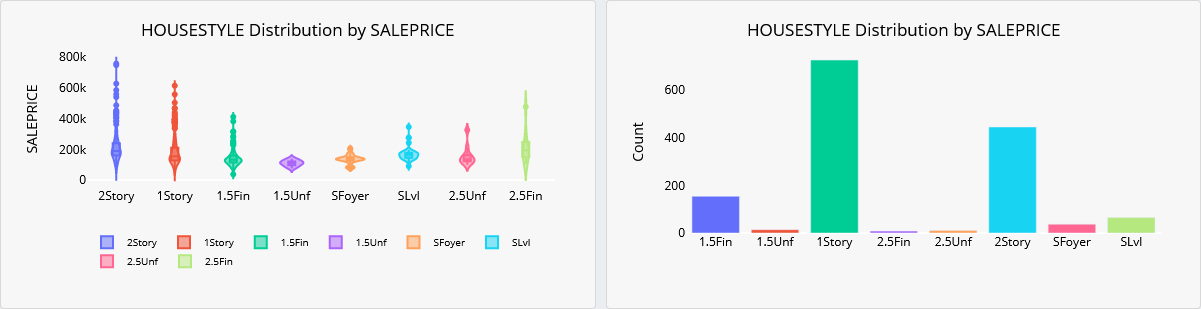 HOUSESTYLE Distribution by SALEPRICE
SALEPRICE
800k
600k
400k
200k
0
2Story 1Story 1.5Fin 1.5Unf SFoyer SLvl 2.5Unf 2.5Fin
2Story 1Story 1.5Fin 1.5Unf SFoyer SLvl
2.5Unf 2.5Fin
HOUSESTYLE Distribution by SALEPRICE
Count
600
400
200
0
1.5Fin 1.5Unf 1Story 2.5Fin 2.5Unf 2Story SFoyer SLvl